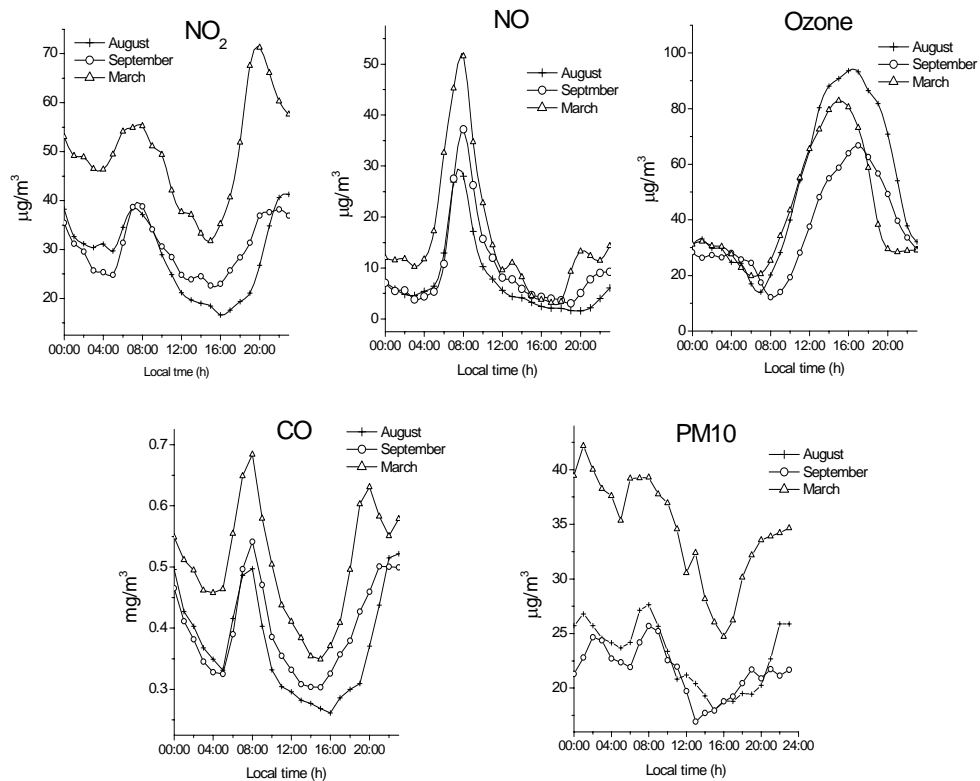 NO2
August
September
March
70
60
50
40
30
20
µg/m3
00:00 04:00 08:00 12:00 16:00 20:00
Local time (h)
NO
August
Septmber
March
60
50
40
30
20
10
0
µg/m3
00:00 04:00 08:00 12:00 16:00 20:00
Local time (h)
Ozone
August
September
March
100
80
60
40
20
0
µg/m3
00:00 04:00 08:00 12:00 16:00 20:00
Local time (h)
CO
August
September
March
0.7
0.6
0.5
0.4
0.3
mg/m3
00:00 04:00 08:00 12:00 16:00 20:00
Local time (h)
PM10
August
September
March
40
35
30
25
20
µg/m3
00:00 04:00 08:00 12:00 16:00 20:00 24:00
Local time (h)